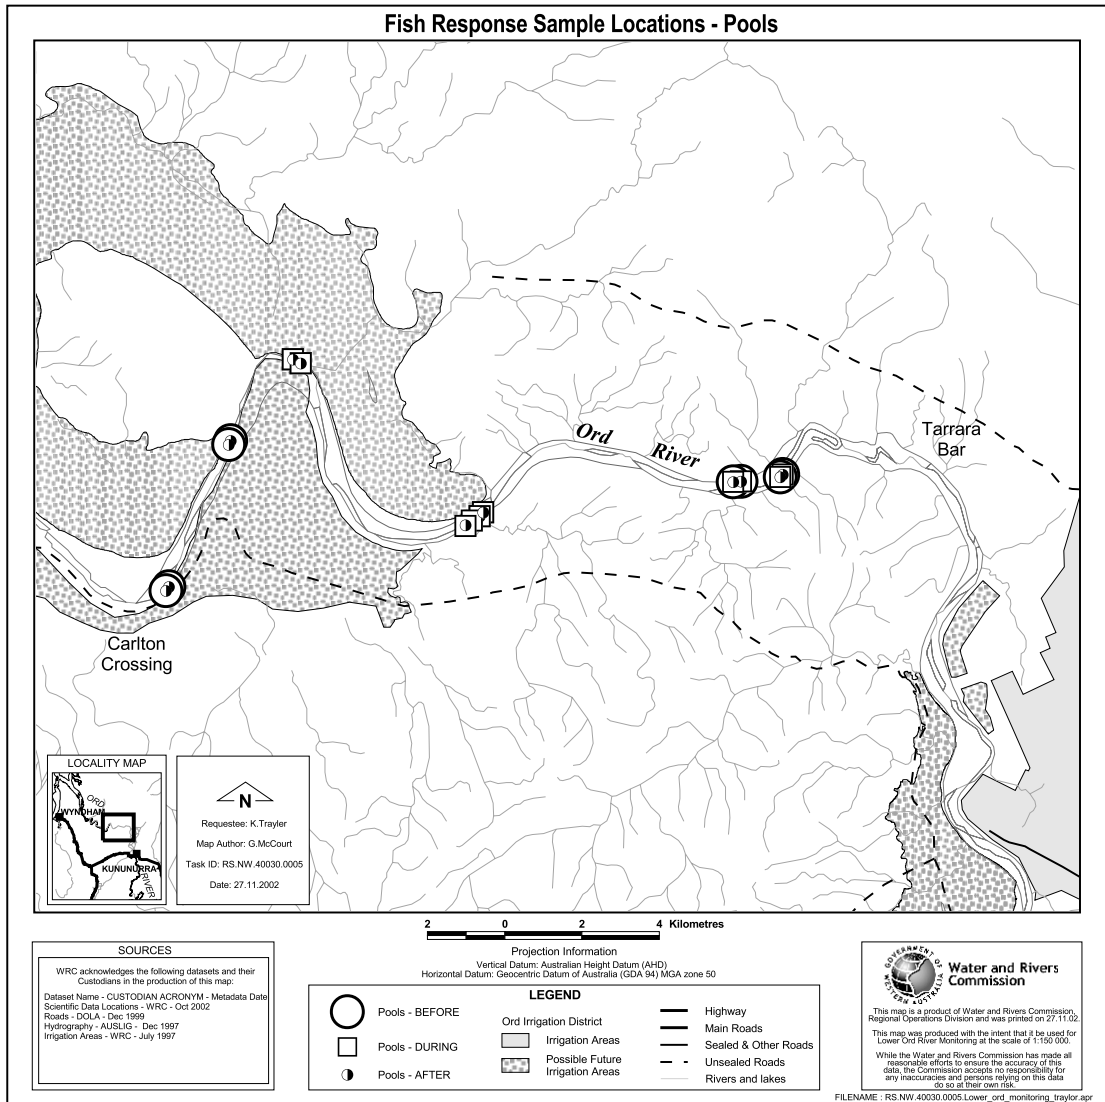 Fish Response Sample Locations - Pools
Ord
River
Tarrara
Bar
Carlton
Crossing
LOCALITY MAP
ORD
WYNDHAM
KUNUNURRA
RIVER
N
Requestee: K.Trayler
Map Author: G.McCourt
Task ID: RS.NW.40030.0005
Date: 27.11.2002
2 0 2 4 Kilometres
Projection Information
Vertical Datum: Australian Height Datum (AHD)
Horizontal Datum: Geocentric Datum of Australia (GDA 94) MGA zone 50
SOURCES
WRC acknowledges the following datasets and their
Custodians in the production of this map:
Dataset Name - CUSTODIAN ACRONYM - Metadata Date
Scientific Data Locations - WRC - Oct 2002
Roads - DOLA - Dec 1999
Hydrography - AUSLIG - Dec 1997
Irrigation Areas - WRC - July 1997
LEGEND
Pools - BEFORE
Pools - DURING
Pools - AFTER
Ord Irrigation District
Irrigation Areas
Possible Future
Irrigation Areas
Highway
Main Roads
Sealed & Other Roads
Unsealed Roads
Rivers and lakes
GOVERNMENT OF
WESTERN AUSTRALIA
Water and Rivers
Commission
This map is a product of Water and Rivers Commission,
Regional Operations Division and was printed on 27.11.02.
This map was produced with the intent that it be used for
Lower Ord River Monitoring at the scale of 1:150 000.
While the Water and Rivers Commission has made all
reasonable efforts to ensure the accuracy of this
data, the Commission accepts no responsibility for
any inaccuracies and persons relying on this data
do so at their own risk.
FILENAME : RS.NW.40030.0005.Lower_ord_monitoring_traylor.apr